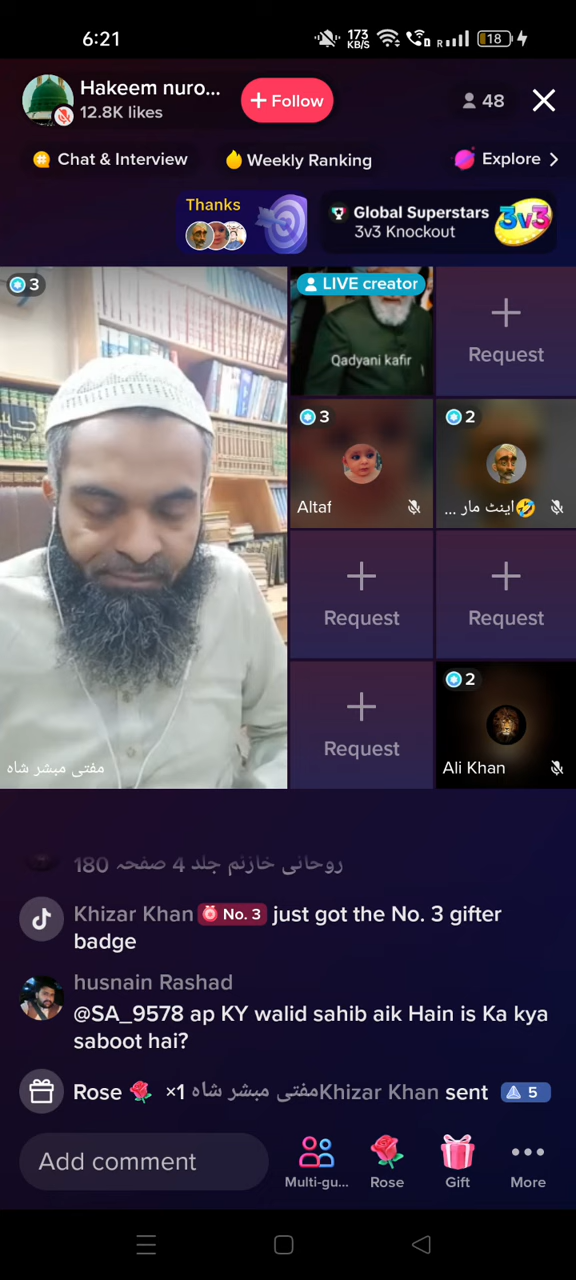 6:21
173
KB/S
R
18
Hakeem nuro...
12.8K likes
+ Follow
48
Chat & Interview
Weekly Ranking
Explore >
Thanks
Global Superstars
3v3 Knockout
3v3
3
LIVE creator
Qadyani kafir
Request
3
Altaf
2
اینٹ مار ...
Request
Request
Request
2
Ali Khan
مفتی مبشر شاہ
روحانی خازنم جلد 4 صفحہ 180
Khizar Khan No. 3 just got the No. 3 gifter
badge
husnain Rashad
@SA_9578 ap KY walid sahib aik Hain is Ka kya
saboot hai?
Rose ×1 مفتی مبشر شاہ Khizar Khan sent 5
Add comment
Multi-gu...
Rose
Gift
More